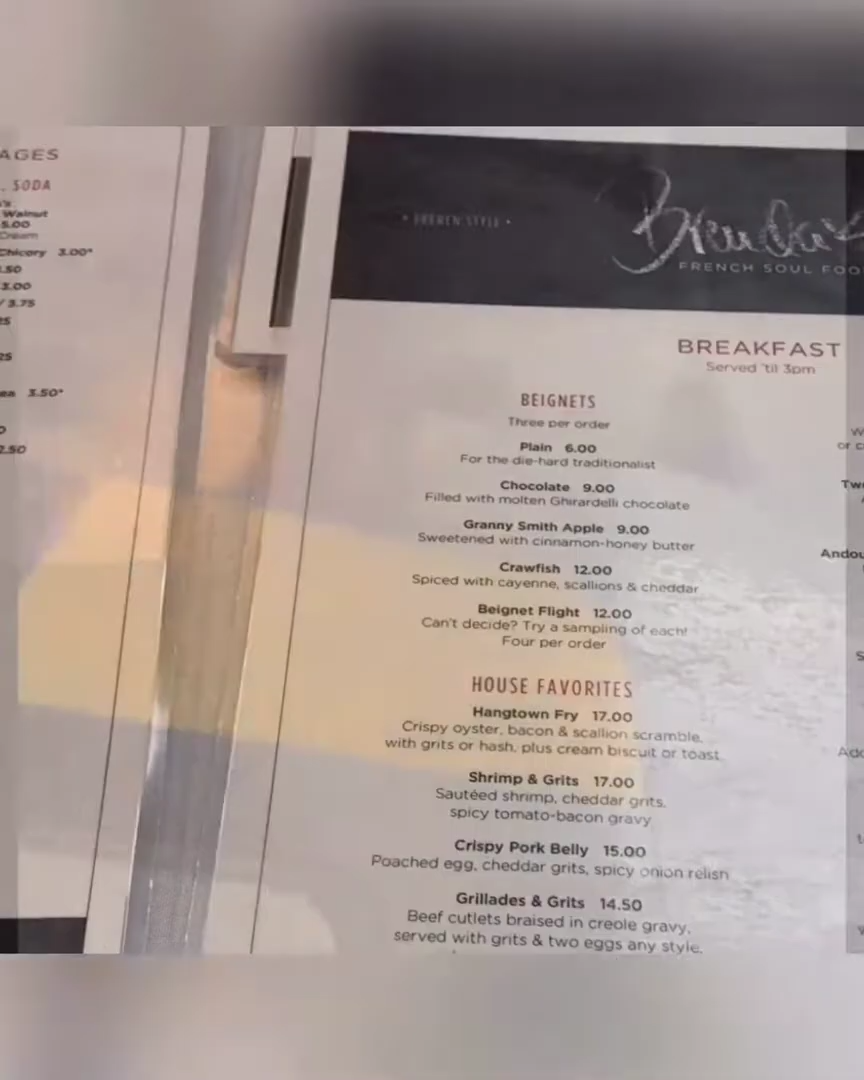 AGES
SODA
Walnut
5.00
Cream
Chicory 3.00*
.50
3.00
/ 3.75
25
3.50*
2.50
Brenda's
FRENCH SOUL FOO
BREAKFAST
Served 'til 3pm
BEIGNETS
Three per order
Plain 6.00
For the die-hard traditionalist
Chocolate 9.00
Filled with molten Ghirardelli chocolate
Granny Smith Apple 9.00
Sweetened with cinnamon-honey butter
Crawfish 12.00
Spiced with cayenne, scallions & cheddar
Beignet Flight 12.00
Can't decide? Try a sampling of each!
Four per order
HOUSE FAVORITES
Hangtown Fry 17.00
Crispy oyster, bacon & scallion scramble,
with grits or hash, plus cream biscuit or toast
Shrimp & Grits 17.00
Sautéed shrimp, cheddar grits,
spicy tomato-bacon gravy
Crispy Pork Belly 15.00
Poached egg, cheddar grits, spicy onion relish
Grillades & Grits 14.50
Beef cutlets braised in creole gravy,
served with grits & two eggs any style.
or c
Andou